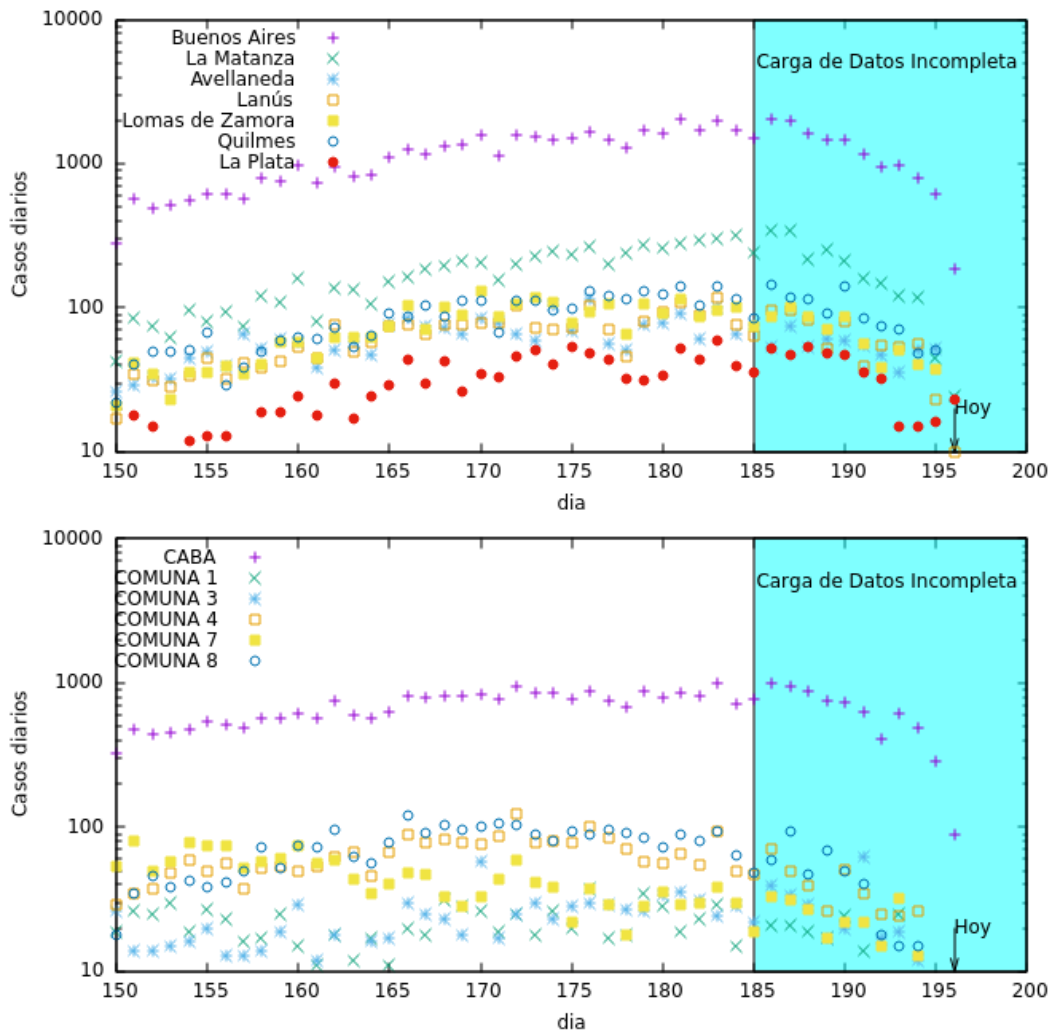 10000
1000
100
10
Casos diarios
Buenos Aires
La Matanza
Avellaneda
Lanús
Lomas de Zamora
Quilmes
La Plata
Carga de Datos Incompleta
Hoy
150 155 160 165 170 175 180 185 190 195 200
dia
10000
1000
100
10
Casos diarios
CABA
COMUNA 1
COMUNA 3
COMUNA 4
COMUNA 7
COMUNA 8
Carga de Datos Incompleta
Hoy
150 155 160 165 170 175 180 185 190 195 200
dia